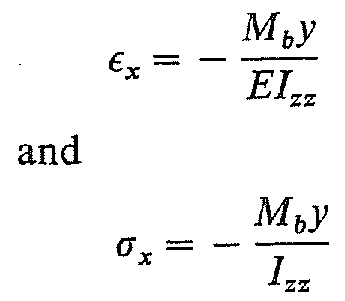 ϵ_x = − M_b y / E I_zz
and
σ_x = − M_b y / I_zz